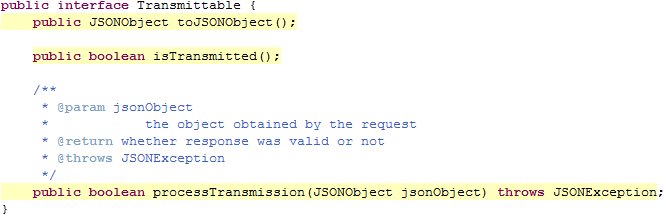 public interface Transmittable {
    public JSONObject toJSONObject();

    public boolean isTransmitted();

    /**
     * @param jsonObject
     *            the object obtained by the request
     * @return whether response was valid or not
     * @throws JSONException
     */
    public boolean processTransmission(JSONObject jsonObject) throws JSONException;
}